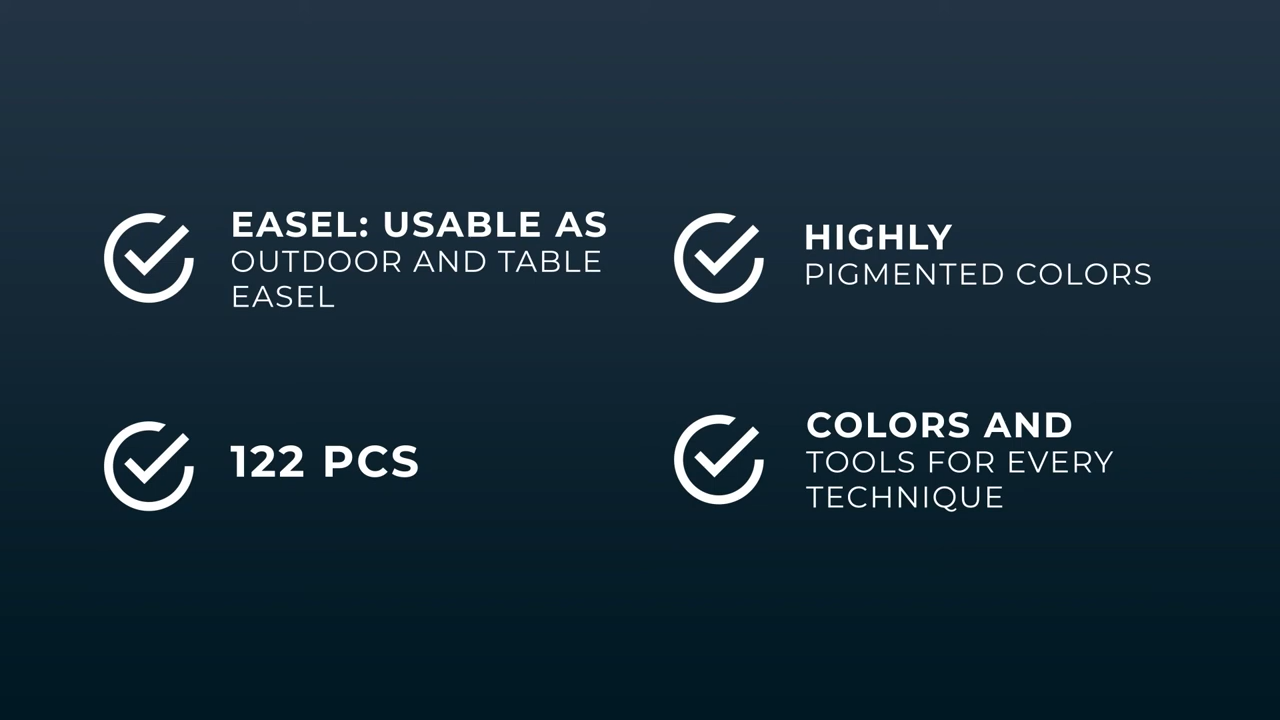 EASEL: USABLE AS
OUTDOOR AND TABLE
EASEL
HIGHLY
PIGMENTED COLORS
122 PCS
COLORS AND
TOOLS FOR EVERY
TECHNIQUE